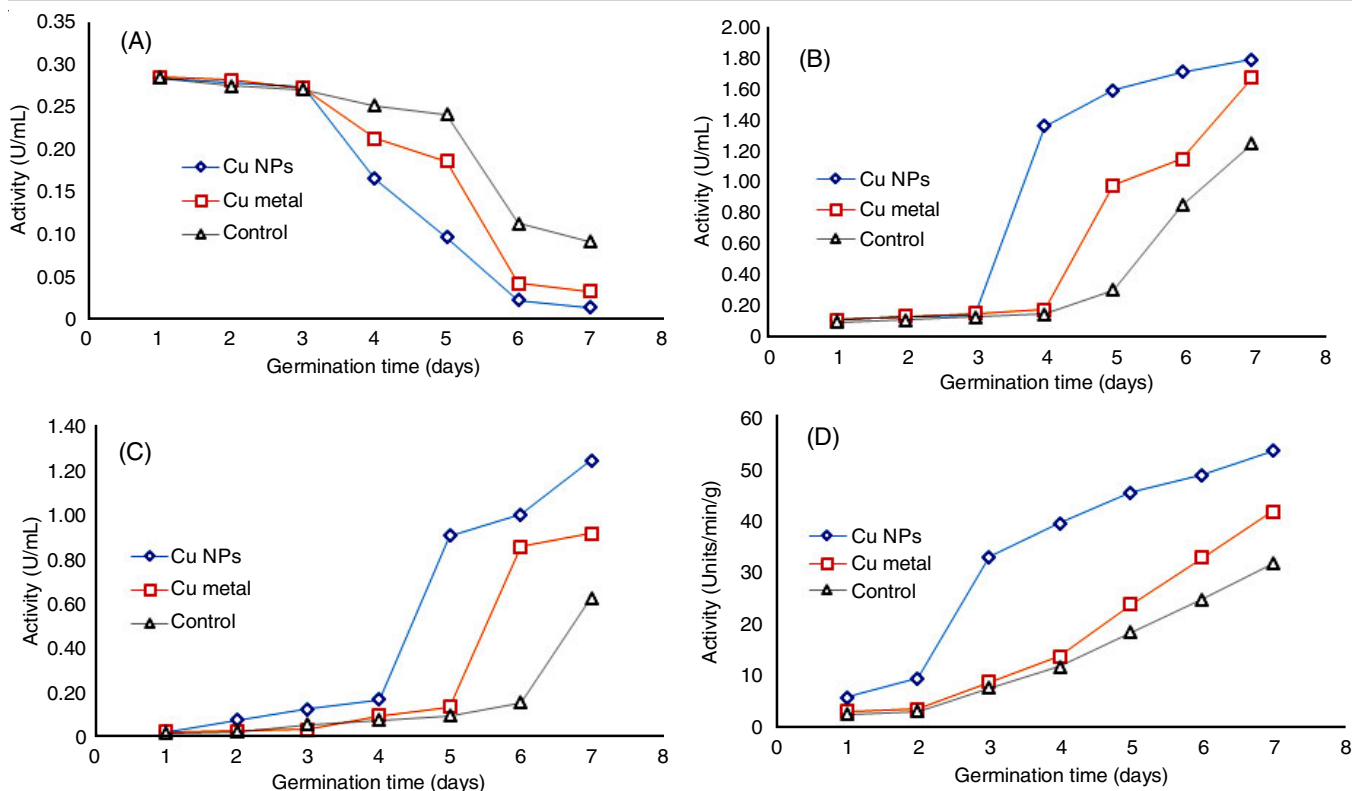 (A)
0.35
0.30
0.25
0.20
0.15
0.10
0.05
0
Activity (U/mL)
Cu NPs
Cu metal
Control
0 1 2 3 4 5 6 7 8
Germination time (days)
(B)
2.00
1.80
1.60
1.40
1.20
1.00
0.80
0.60
0.40
0.20
0
Activity (U/mL)
Cu NPs
Cu metal
Control
0 1 2 3 4 5 6 7 8
Germination time (days)
(C)
1.40
1.20
1.00
0.80
0.60
0.40
0.20
0
Activity (U/mL)
Cu NPs
Cu metal
Control
0 1 2 3 4 5 6 7 8
Germination time (days)
(D)
60
50
40
30
20
10
0
Activity (Units/min/g)
Cu NPs
Cu metal
Control
0 1 2 3 4 5 6 7 8
Germination time (days)